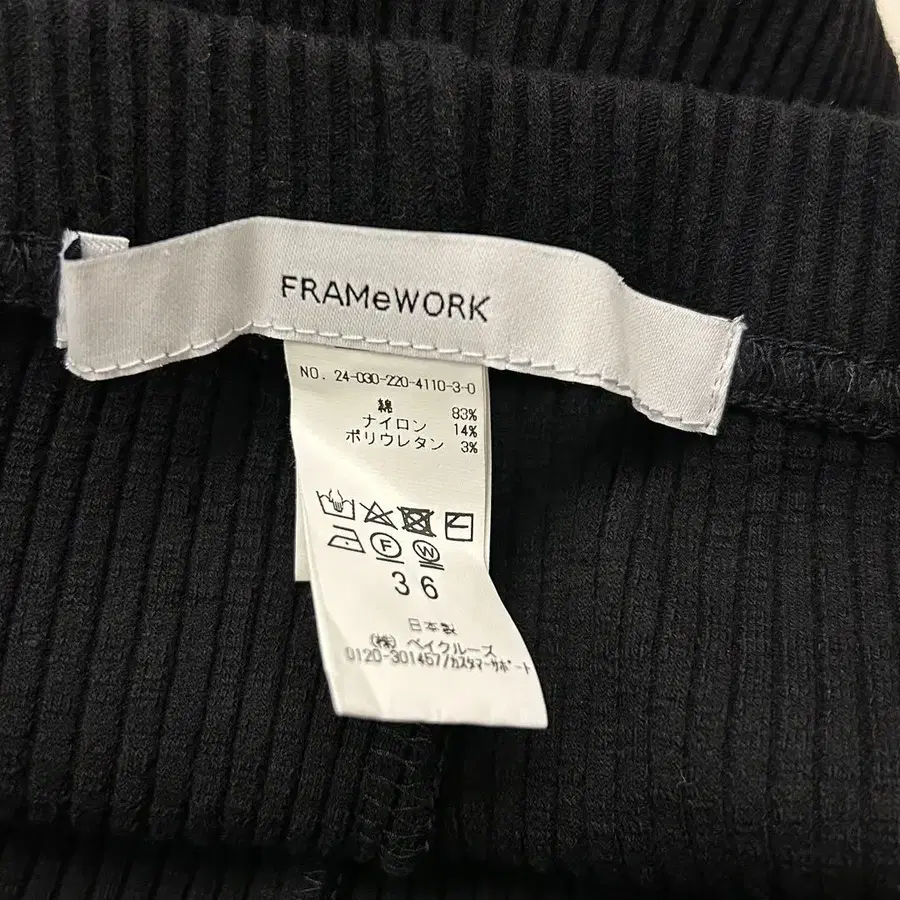 FRAMeWORK
NO. 24-030-220-4110-3-0
綿 83%
ナイロン 14%
ポリウレタン 3%
F W
36
日本製
(株) ベイクルーズ
0120-301457/カスタマーサポート